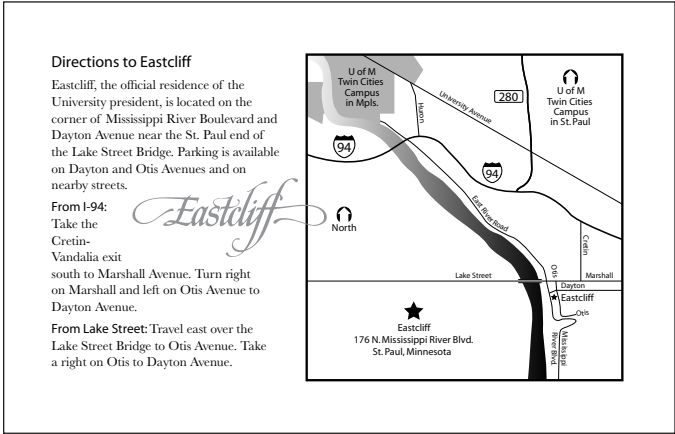 Directions to Eastcliff
Eastcliff, the official residence of the
University president, is located on the
corner of Mississippi River Boulevard and
Dayton Avenue near the St. Paul end of
the Lake Street Bridge. Parking is available
on Dayton and Otis Avenues and on
nearby streets.
From I-94:
Take the
Cretin-
Vandalia exit
south to Marshall Avenue. Turn right
on Marshall and left on Otis Avenue to
Dayton Avenue.
From Lake Street: Travel east over the
Lake Street Bridge to Otis Avenue. Take
a right on Otis to Dayton Avenue.
Eastcliff
U of M
Twin Cities
Campus
in Mpls.
Huron
University Avenue
280
U of M
Twin Cities
Campus
in St. Paul
94
94
North
East River Road
Cretin
Lake Street
Otis
Marshall
Dayton
Eastcliff
Otis
Mississippi
River Blvd.
Eastcliff
176 N. Mississippi River Blvd.
St. Paul, Minnesota